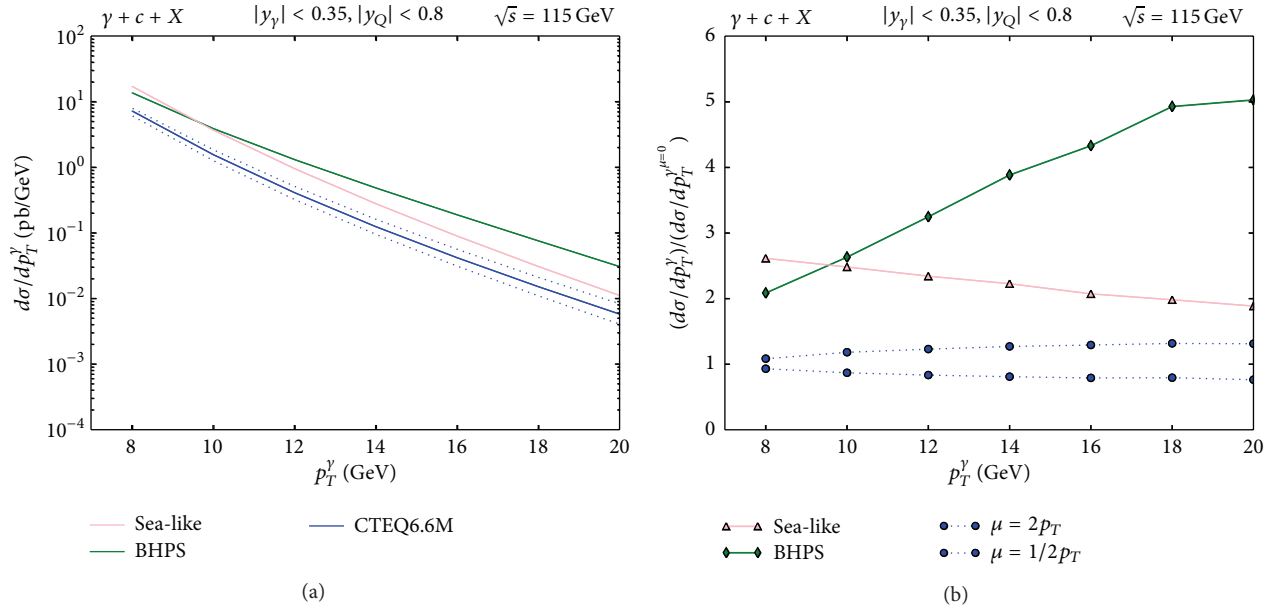 γ + c + X |y_γ| < 0.35, |y_Q| < 0.8 √s = 115 GeV
10^2
10^1
10^0
10^−1
10^−2
10^−3
10^−4
dσ/dp_T^γ (pb/GeV)
8 10 12 14 16 18 20
p_T^γ (GeV)
Sea-like
BHPS
CTEQ6.6M
(a)
γ + c + X |y_γ| < 0.35, |y_Q| < 0.8 √s = 115 GeV
6
5
4
3
2
1
0
(dσ/dp_T^γ)/(dσ/dp_T^{γ^{μ=0}})
8 10 12 14 16 18 20
p_T^γ (GeV)
Sea-like
BHPS
μ = 2p_T
μ = 1/2p_T
(b)